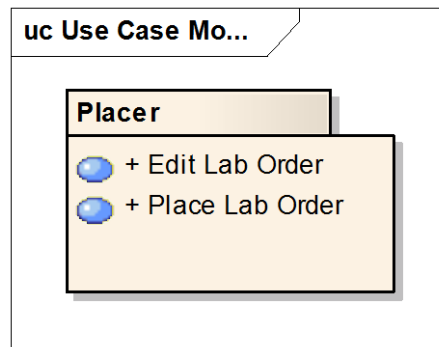 uc Use Case Mo...
Placer
+ Edit Lab Order
+ Place Lab Order